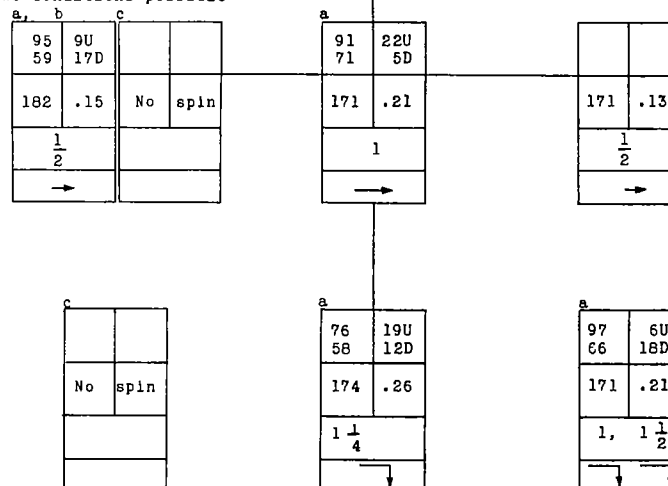 a, b c a
95 9U 91 22U
59 17D 71 5D
182 .15 No spin 171 .21 171 .13
1/2 1 1/2
c a a
76 19U 97 6U
58 12D 66 18D
No spin 174 .26 171 .21
1 1/4 1, 1 1/2